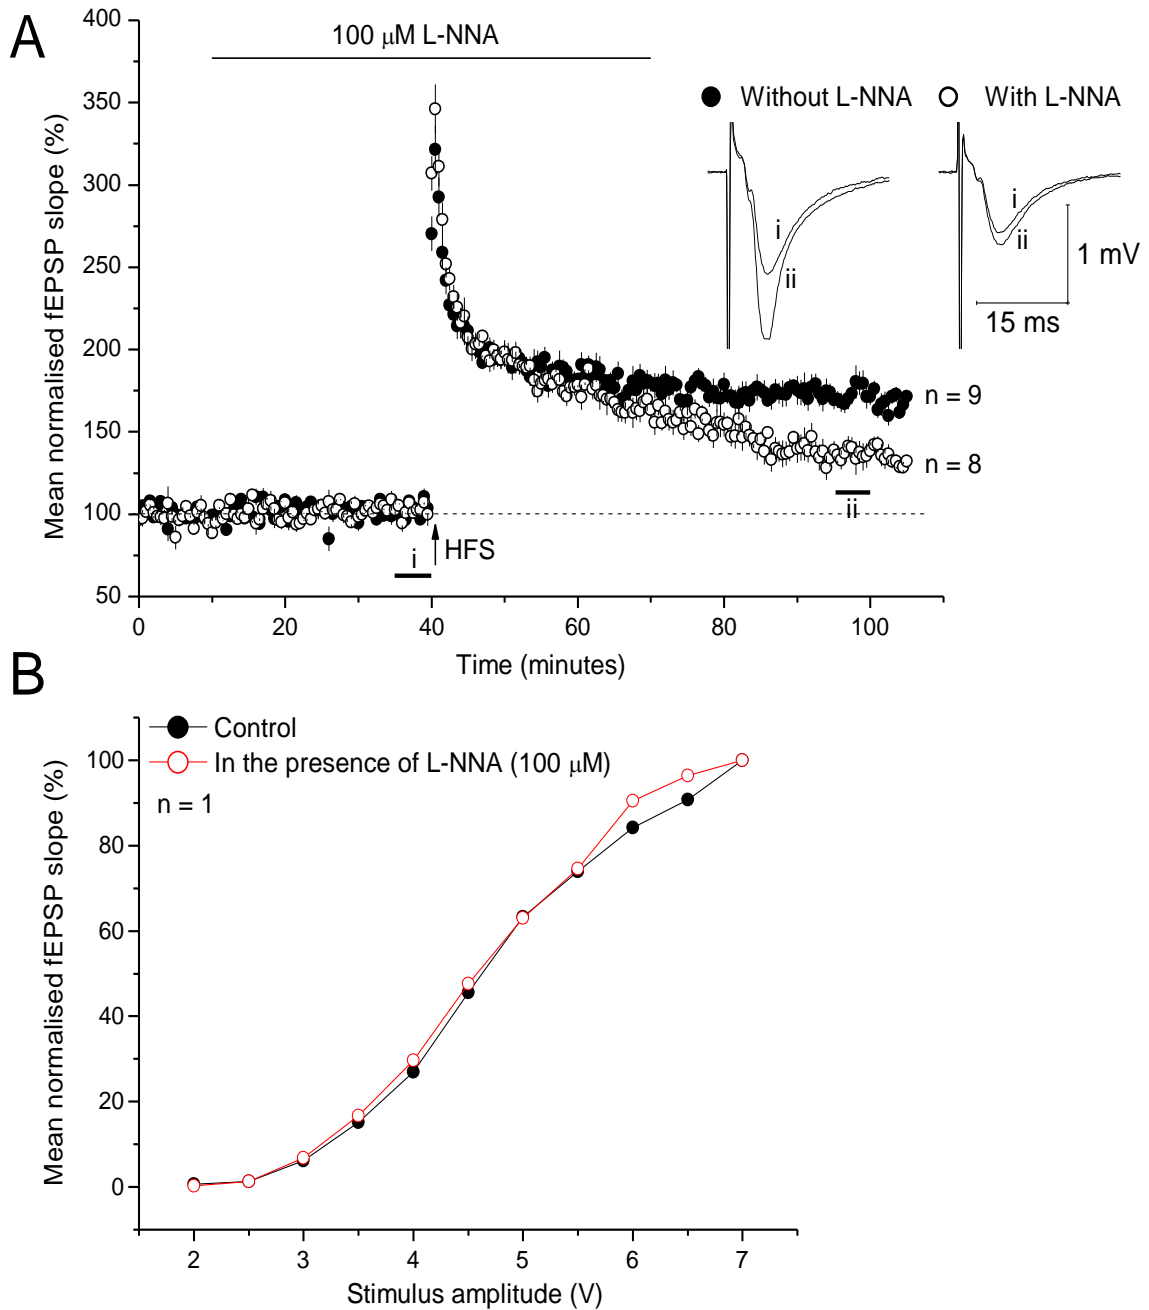 A
400
350
300
250
200
150
100
50
Mean normalised fEPSP slope (%)
100 μM L-NNA
Without L-NNA
With L-NNA
i
ii
i
ii
1 mV
15 ms
n = 9
n = 8
ii
i
HFS
0
20
40
60
80
100
Time (minutes)
B
Control
In the presence of L-NNA (100 μM)
n = 1
100
80
60
40
20
0
Mean normalised fEPSP slope (%)
2
3
4
5
6
7
Stimulus amplitude (V)